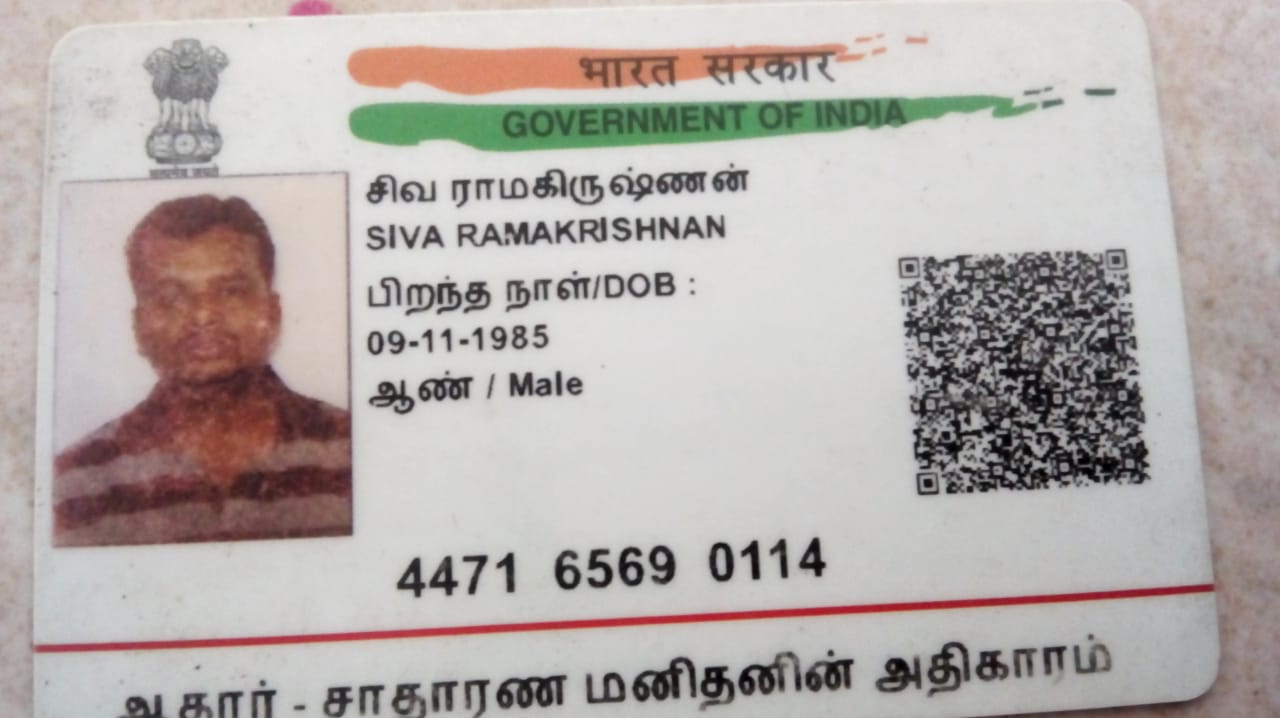 भारत सरकार
GOVERNMENT OF INDIA
சிவ ராமகிருஷ்ணன்
SIVA RAMAKRISHNAN
பிறந்த நாள்/DOB :
09-11-1985
ஆண் / Male
4471 6569 0114
ஆதார் - சாதாரண மனிதனின் அதிகாரம்